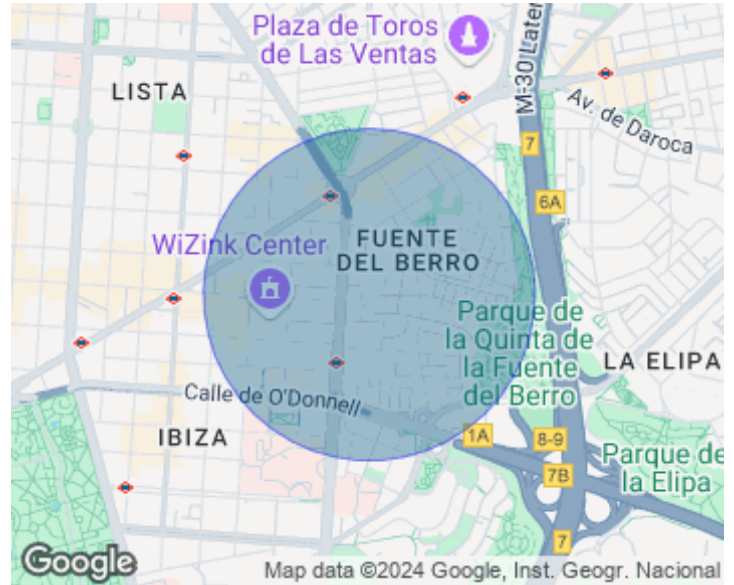 Plaza de Toros
de Las Ventas
M-30 Later
LISTA
Av. de Daroca
7
6A
WiZink Center
FUENTE
DEL BERRO
Parque de
la Quinta de
la Fuente
del Berro
LA ELIPA
Calle de O'Donnell
IBIZA
1A
8-9
7B
Parque de
la Elipa
7
Google
Map data ©2024 Google, Inst. Geogr. Nacional